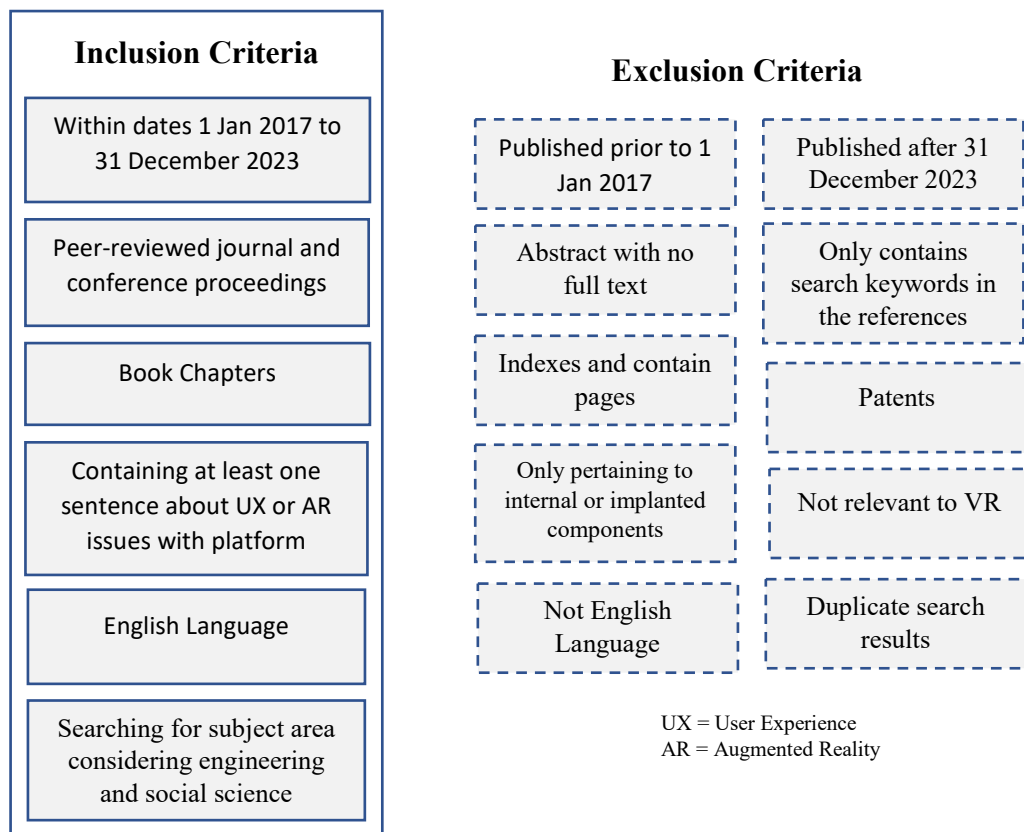 Inclusion Criteria
Within dates 1 Jan 2017 to
31 December 2023
Peer-reviewed journal and
conference proceedings
Book Chapters
Containing at least one
sentence about UX or AR
issues with platform
English Language
Searching for subject area
considering engineering
and social science
Exclusion Criteria
Published prior to 1
Jan 2017
Published after 31
December 2023
Abstract with no
full text
Only contains
search keywords in
the references
Indexes and contain
pages
Patents
Only pertaining to
internal or implanted
components
Not relevant to VR
Not English
Language
Duplicate search
results
UX = User Experience
AR = Augmented Reality